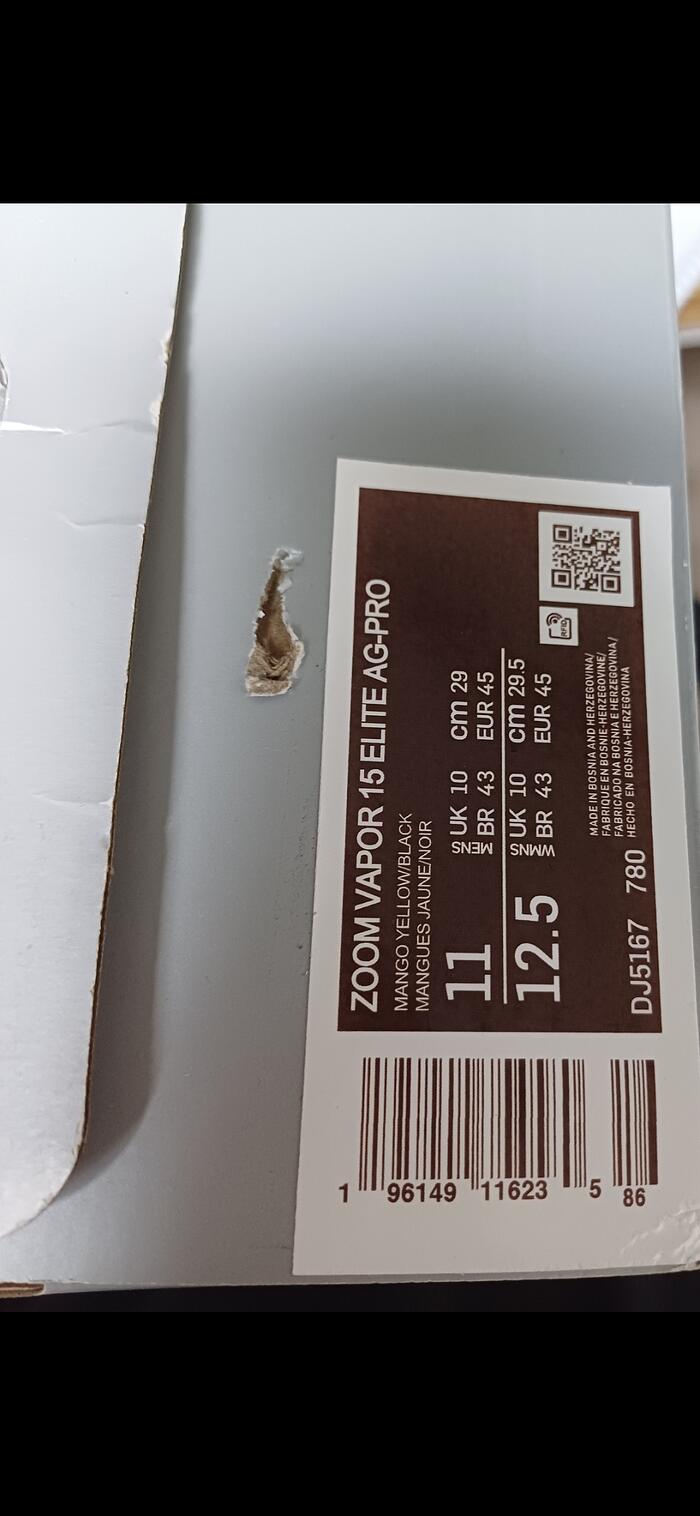 ZOOM VAPOR 15 ELITE AG-PRO
MANGO YELLOW/BLACK
MANGUES JAUNE/NOIR
11 MENS UK 10 cm 29
BR 43 EUR 45
12.5 WMNS UK 10 cm 29.5
BR 43 EUR 45
RFID
MADE IN BOSNIA AND HERZEGOVINA/
FABRIQUE EN BOSNIE-HERZEGOVINE/
FABRICADO NA BOSNIA E HERZEGOVINA/
HECHO EN BOSNIA-HERZEGOVINA
DJ5167 780
1 96149 11623 5 86